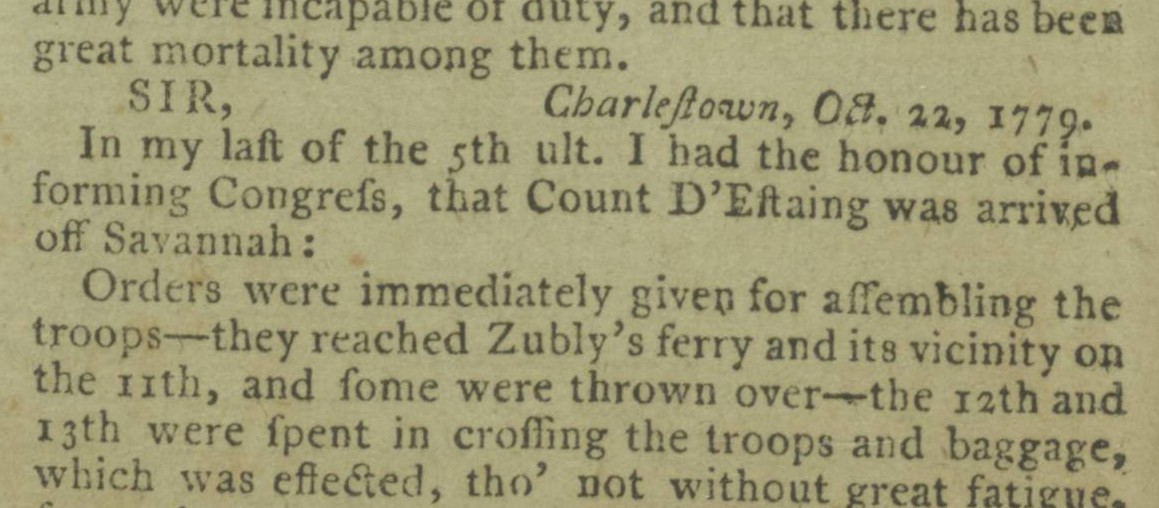 army were incapable of duty, and that there has been
great mortality among them.
SIR, Charleſtown, Oct. 22, 1779.
In my laſt of the 5th ult. I had the honour of in-
forming Congreſs, that Count D'Eſtaing was arrived
off Savannah:
Orders were immediately given for aſſembling the
troops—they reached Zubly's ferry and its vicinity on
the 11th, and ſome were thrown over—the 12th and
13th were ſpent in croſſing the troops and baggage,
which was effected, tho' not without great fatigue.